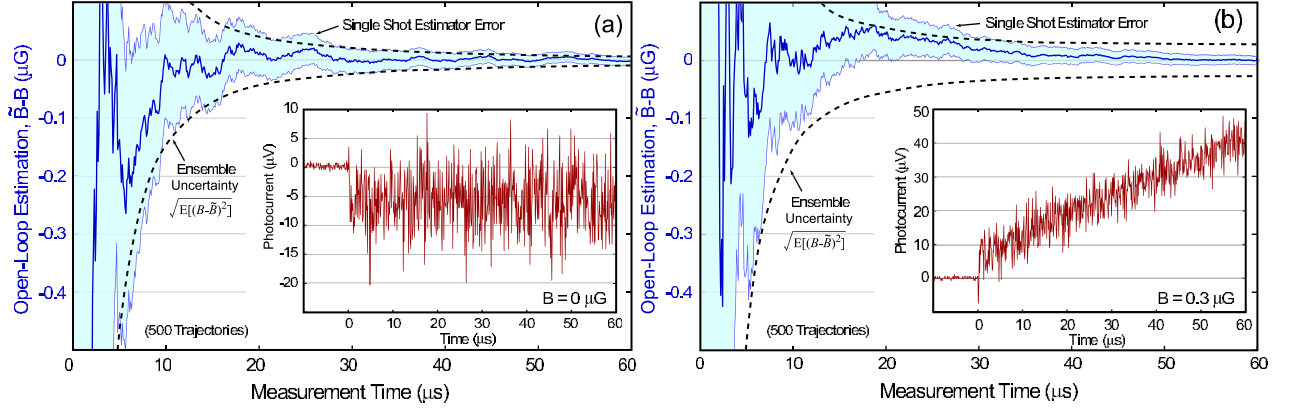 (a)
Single Shot Estimator Error
Open-Loop Estimation, B̃-B (μG)
0
-0.1
-0.2
-0.3
-0.4
Ensemble
Uncertainty
√E[(B-B̃)²]
(500 Trajectories)
10
5
0
-5
-10
-15
-20
Photocurrent (μV)
B = 0 μG
0 10 20 30 40 50 60
Time (μs)
0 10 20 30 40 50 60
Measurement Time (μs)
(b)
Single Shot Estimator Error
Open-Loop Estimation, B̃-B (μG)
0
-0.1
-0.2
-0.3
-0.4
Ensemble
Uncertainty
√E[(B-B̃)²]
(500 Trajectories)
50
40
30
20
10
0
-10
Photocurrent (μV)
B = 0.3 μG
0 10 20 30 40 50 60
Time (μs)
0 10 20 30 40 50 60
Measurement Time (μs)